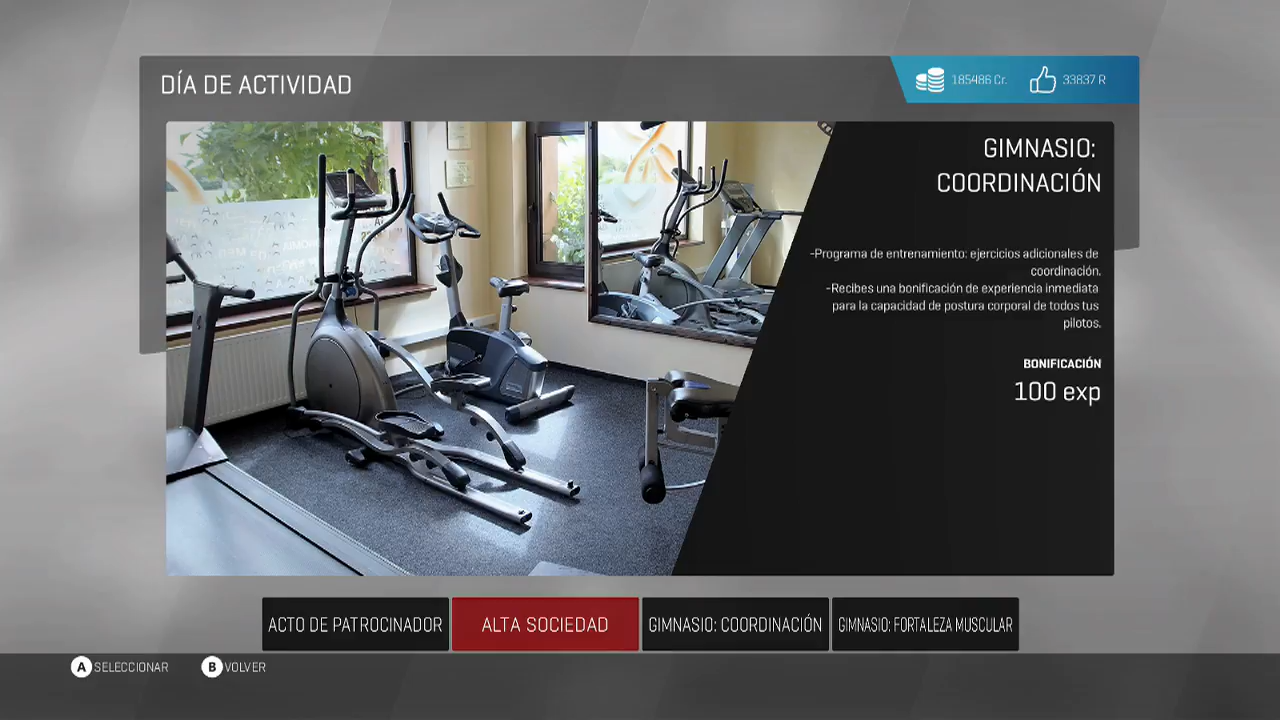 DÍA DE ACTIVIDAD
185486 Cr.
33837 R
GIMNASIO:
COORDINACIÓN
-Programa de entrenamiento: ejercicios adicionales de
coordinación.
-Recibes una bonificación de experiencia inmediata
para la capacidad de postura corporal de todos tus
pilotos.
BONIFICACIÓN
100 exp
ACTO DE PATROCINADOR
ALTA SOCIEDAD
GIMNASIO: COORDINACIÓN
GIMNASIO: FORTALEZA MUSCULAR
A SELECCIONAR
B VOLVER